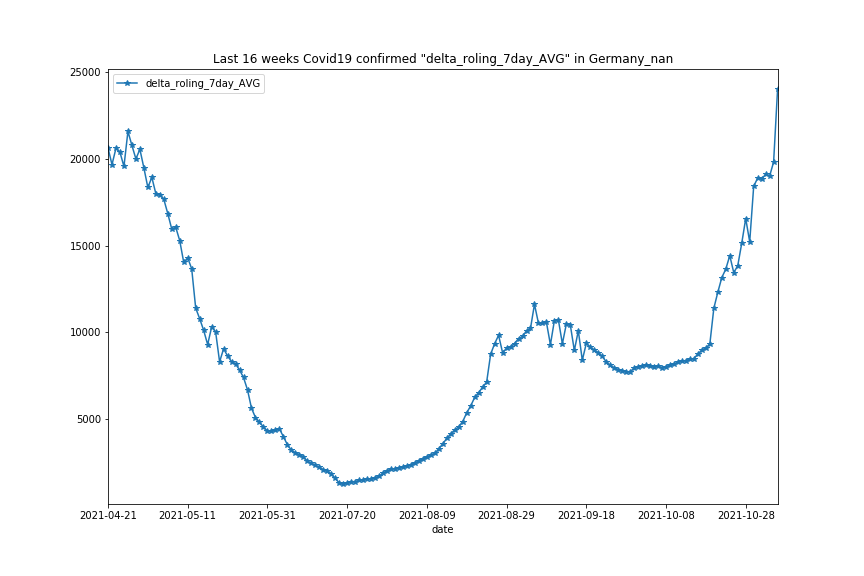 Last 16 weeks Covid19 confirmed "delta_roling_7day_AVG" in Germany_nan
delta_roling_7day_AVG
25000
20000
15000
10000
5000
2021-04-21 2021-05-11 2021-05-31 2021-07-20 2021-08-09 2021-08-29 2021-09-18 2021-10-08 2021-10-28
date